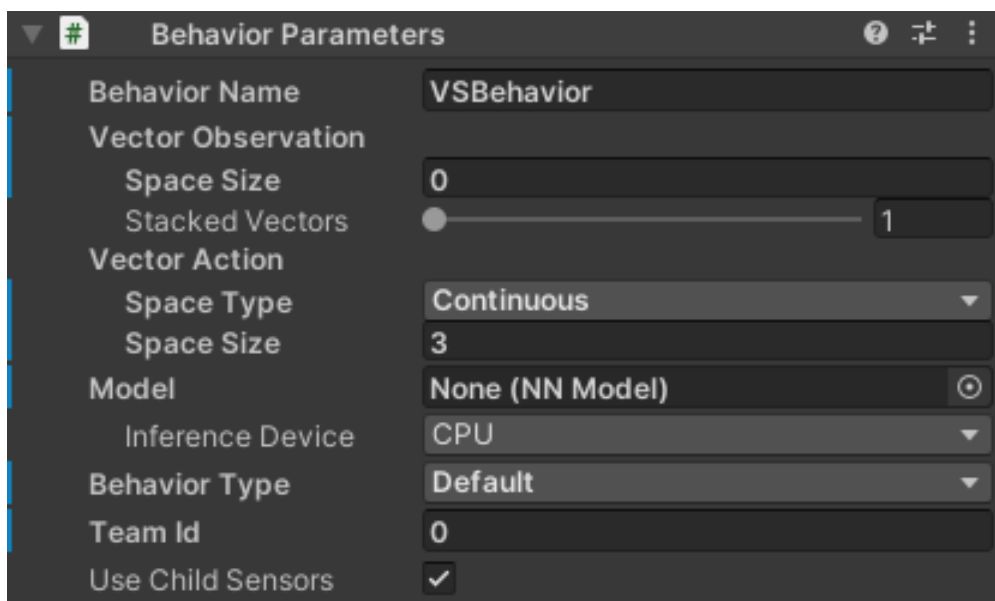 Behavior Parameters
Behavior Name VSBehavior
Vector Observation
Space Size 0
Stacked Vectors 1
Vector Action
Space Type Continuous
Space Size 3
Model None (NN Model)
Inference Device CPU
Behavior Type Default
Team Id 0
Use Child Sensors